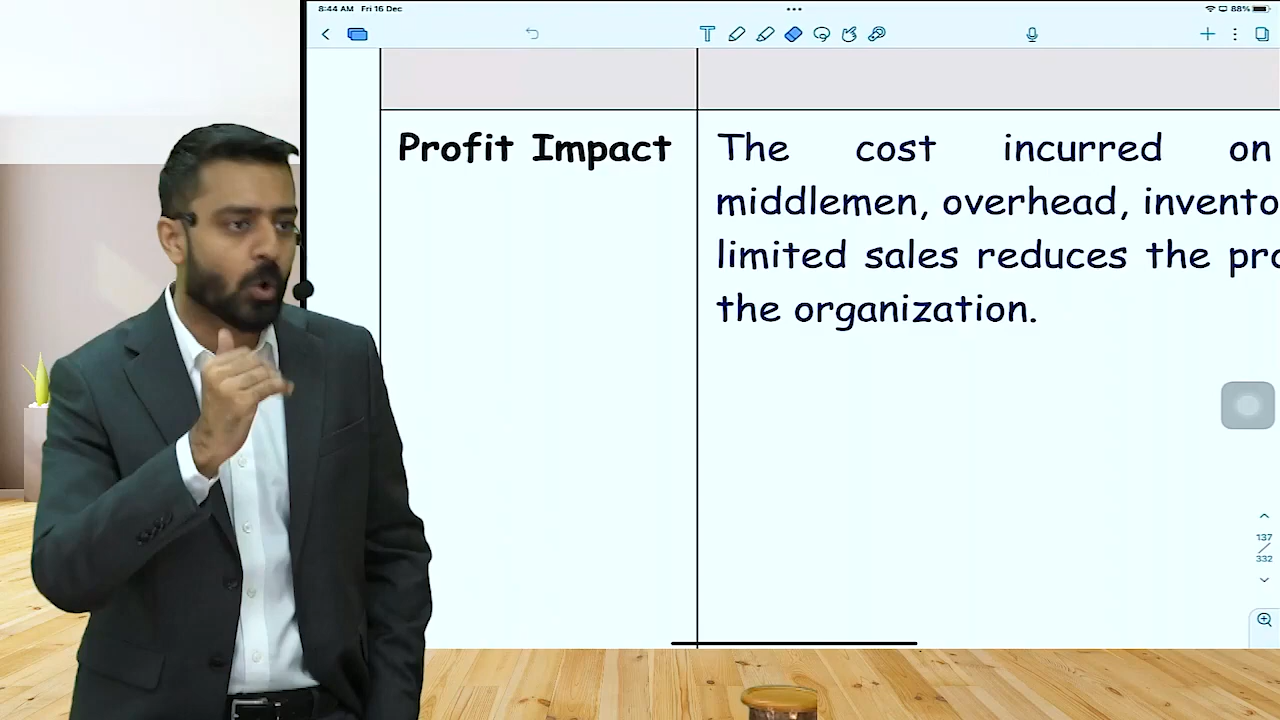 8:44 AM Fri 16 Dec
88%
T
Profit Impact
The cost incurred on
middlemen, overhead, invento
limited sales reduces the pro
the organization.
137
332